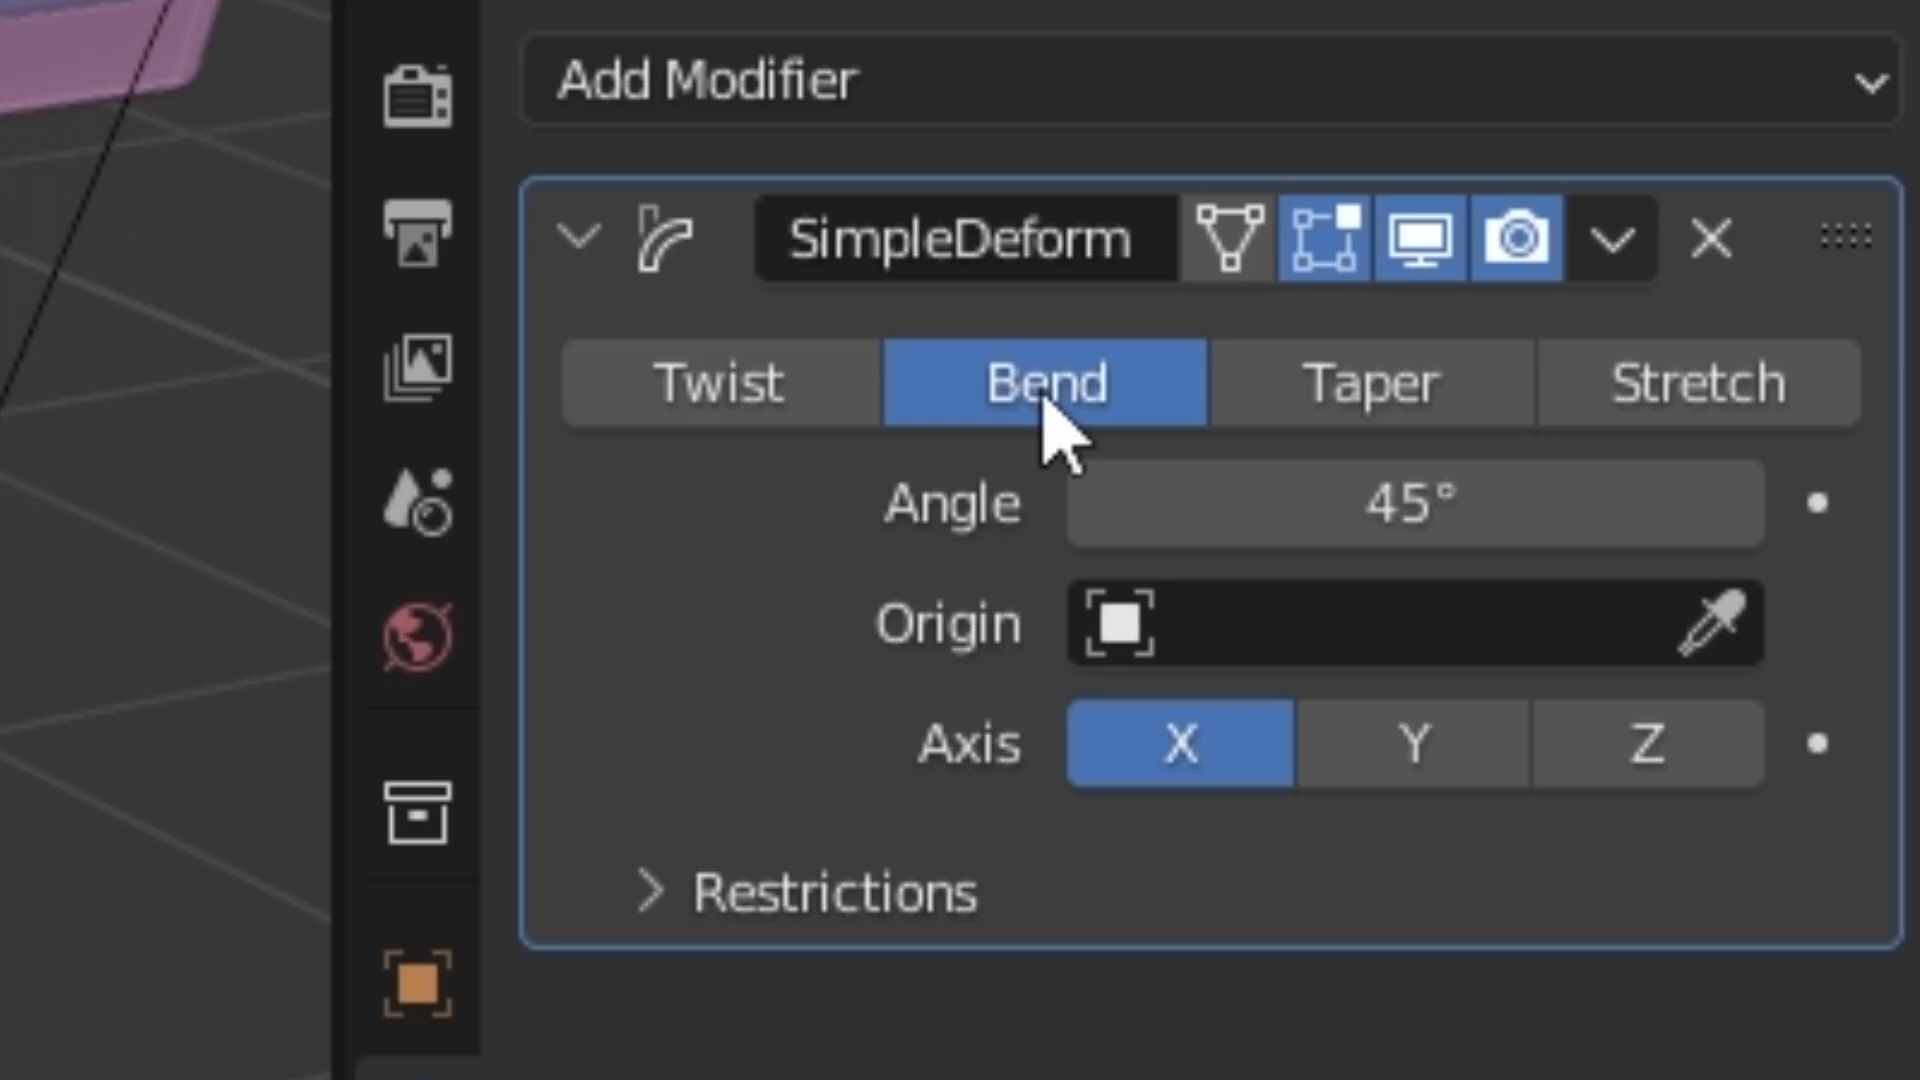 Add Modifier
SimpleDeform
Twist Bend Taper Stretch
Angle 45°
Origin
Axis X Y Z
Restrictions